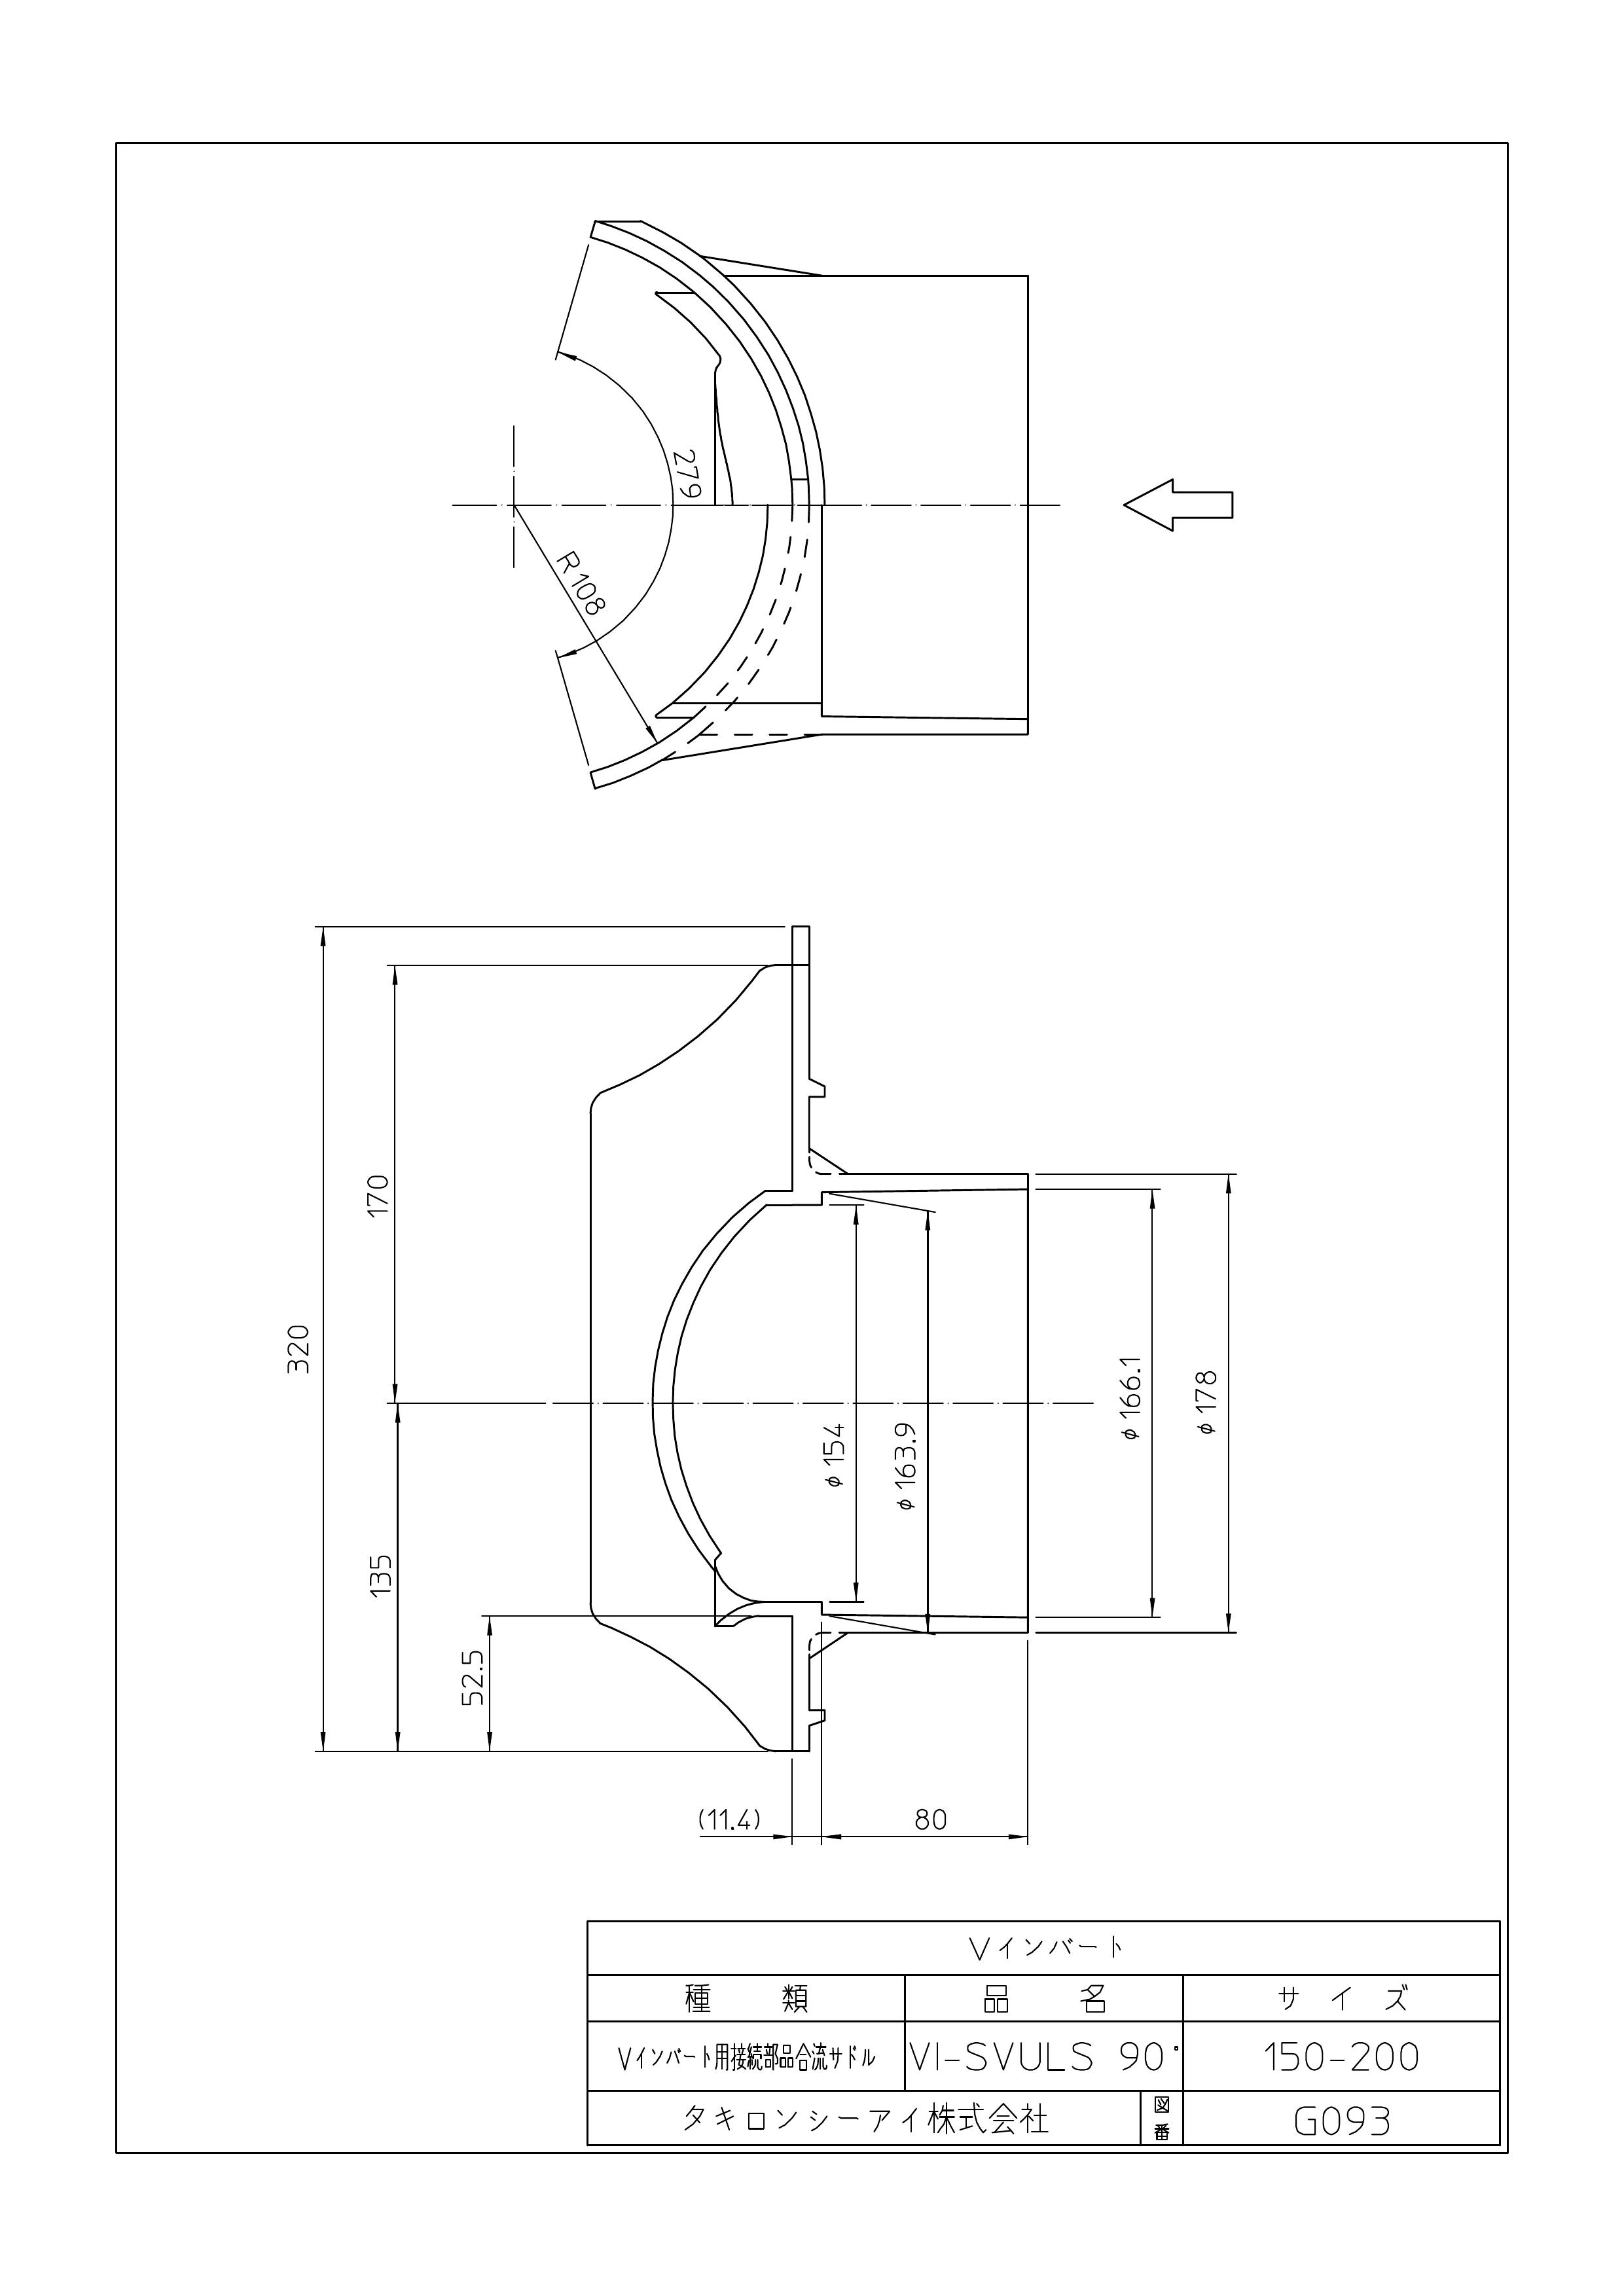 279
R108
320
170
135
52.5
φ154
φ163.9
φ166.1
φ178
(11.4)
80
Vインバート
種 類 品 名 サイズ
Vインバート用接続部品合流サドル VI-SVULS 90° 150-200
タキロンシーアイ株式会社 図番 G093